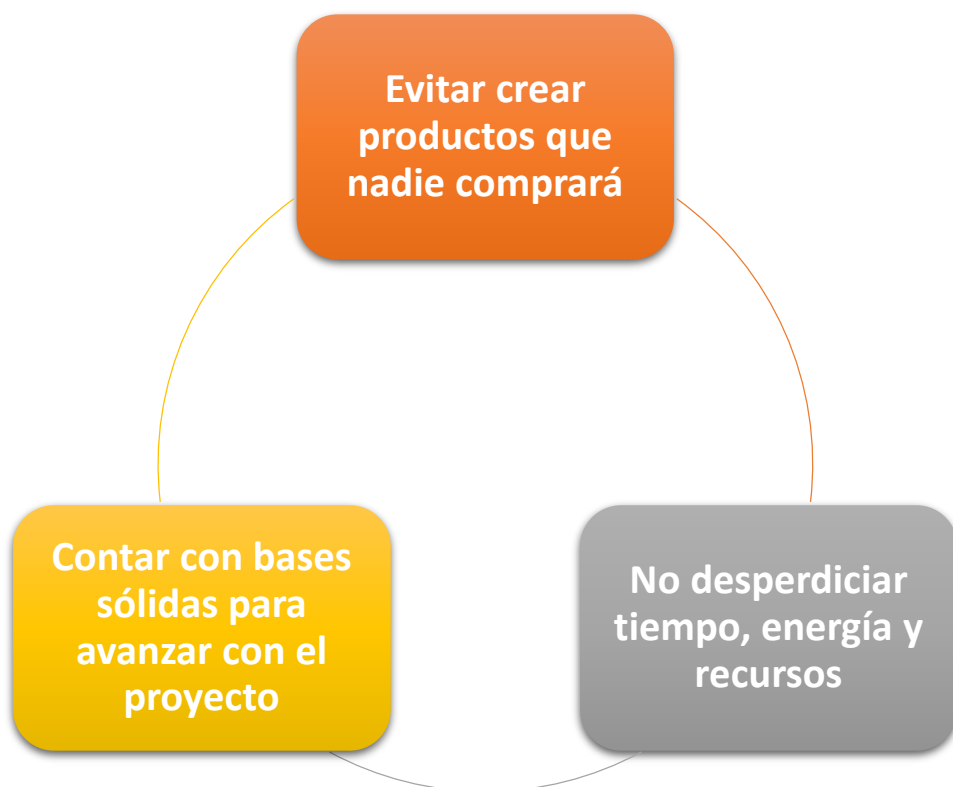 Evitar crear
productos que
nadie comprará
Contar con bases
sólidas para
avanzar con el
proyecto
No desperdiciar
tiempo, energía y
recursos